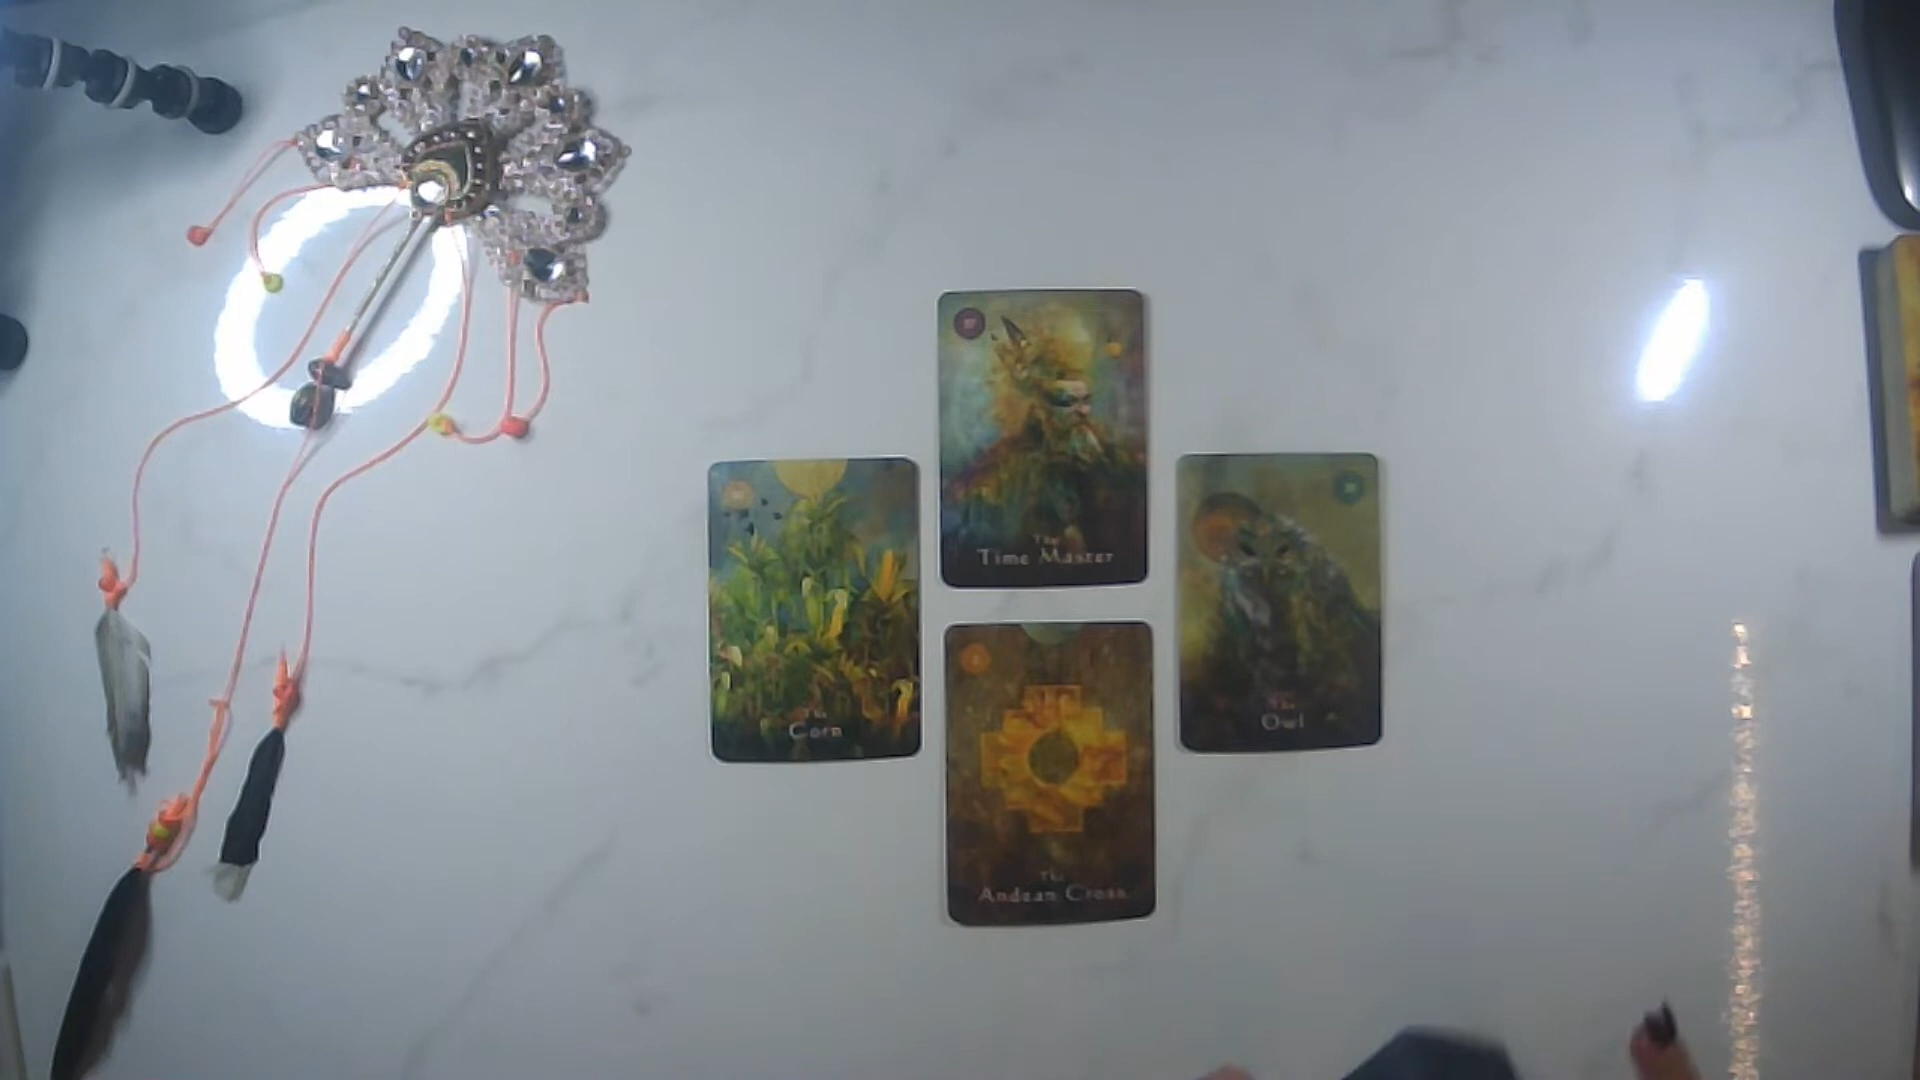 The
Time Master
The
Corn
The
Owl
The
Andean Cross